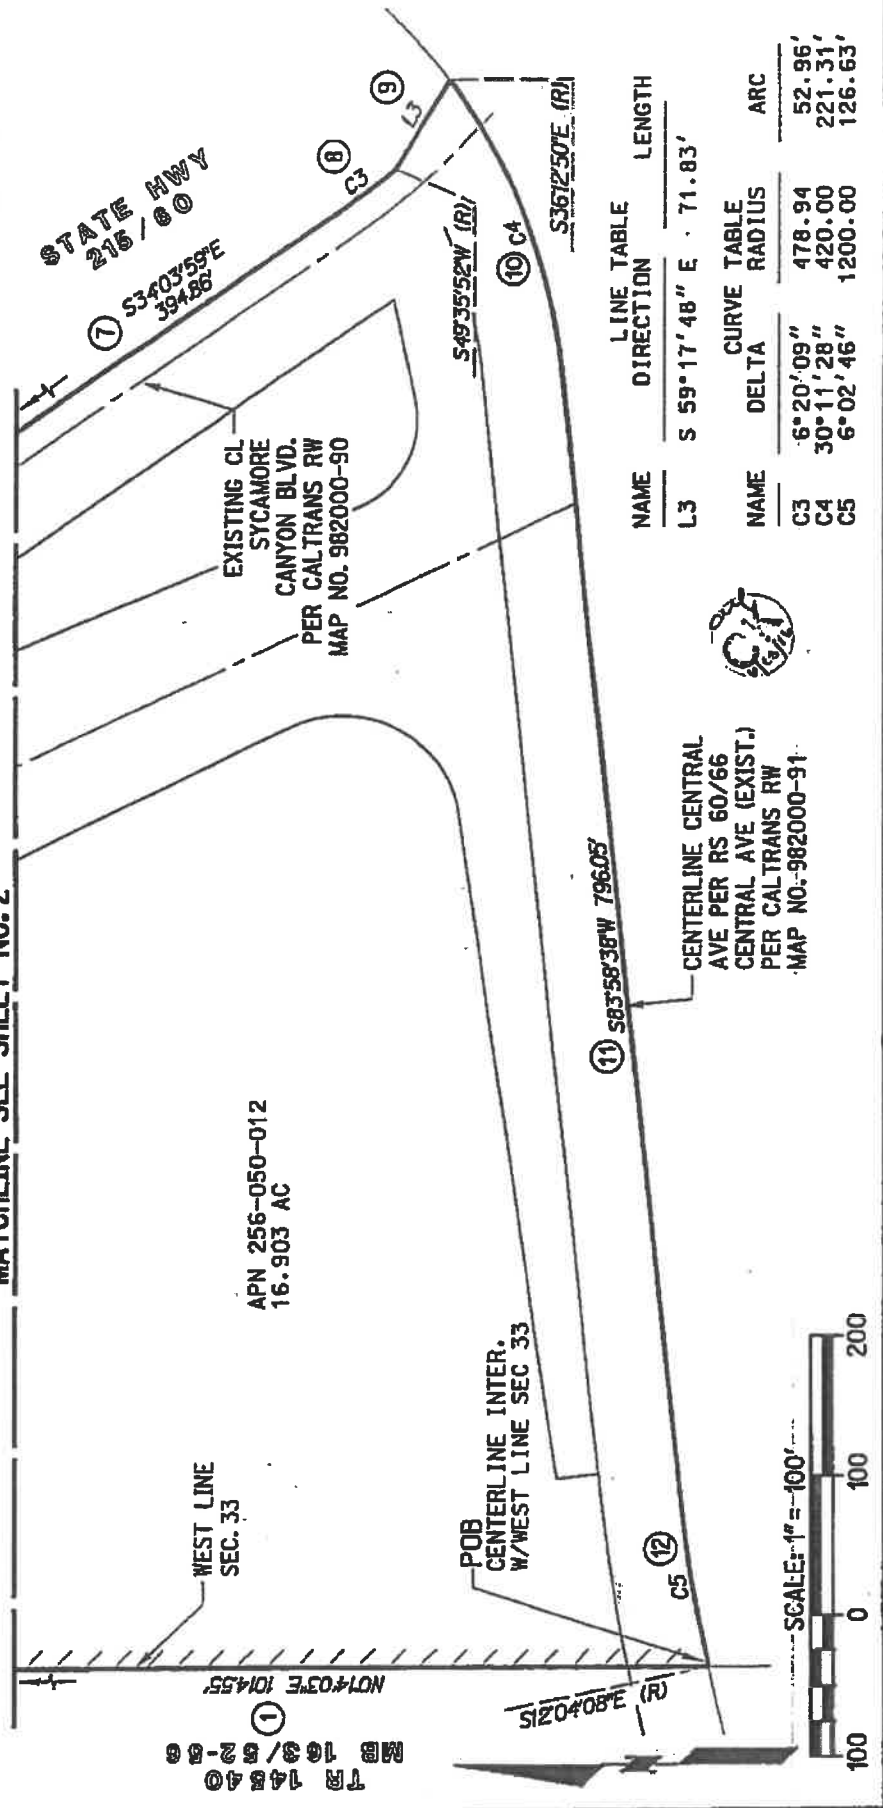 MATCHLINE SEE SHEET NO. 2
STATE HWY
215 / 60
7
S34°03'59"E
394.86'
8
C3
9
L3
EXISTING CL
SYCAMORE
CANYON BLVD.
PER CALTRANS RW
MAP NO. 982000-90
S49°35'52"W (R)
10
C4
S36°12'50"E (R)
APN 256-050-012
16.903 AC
WEST LINE
SEC. 33
1
N0°14'03"E 1014.55'
TR 14540
MB 163/52-56
POB
CENTERLINE INTER.
W/WEST LINE SEC 33
S12°04'08"E (R)
12
C5
11
S83°58'38"W 796.05'
CENTERLINE CENTRAL
AVE PER RS 60/66
CENTRAL AVE (EXIST.)
PER CALTRANS RW
MAP NO. 982000-91
LINE TABLE
NAME DIRECTION LENGTH
L3 S 59°17'48" E 71.83'
CURVE TABLE
NAME DELTA RADIUS ARC
C3 6°20'09" 478.94 52.96'
C4 30°11'28" 420.00 221.31'
C5 6°02'46" 1200.00 126.63'
N
SCALE: 1"=100'
100 0 100 200